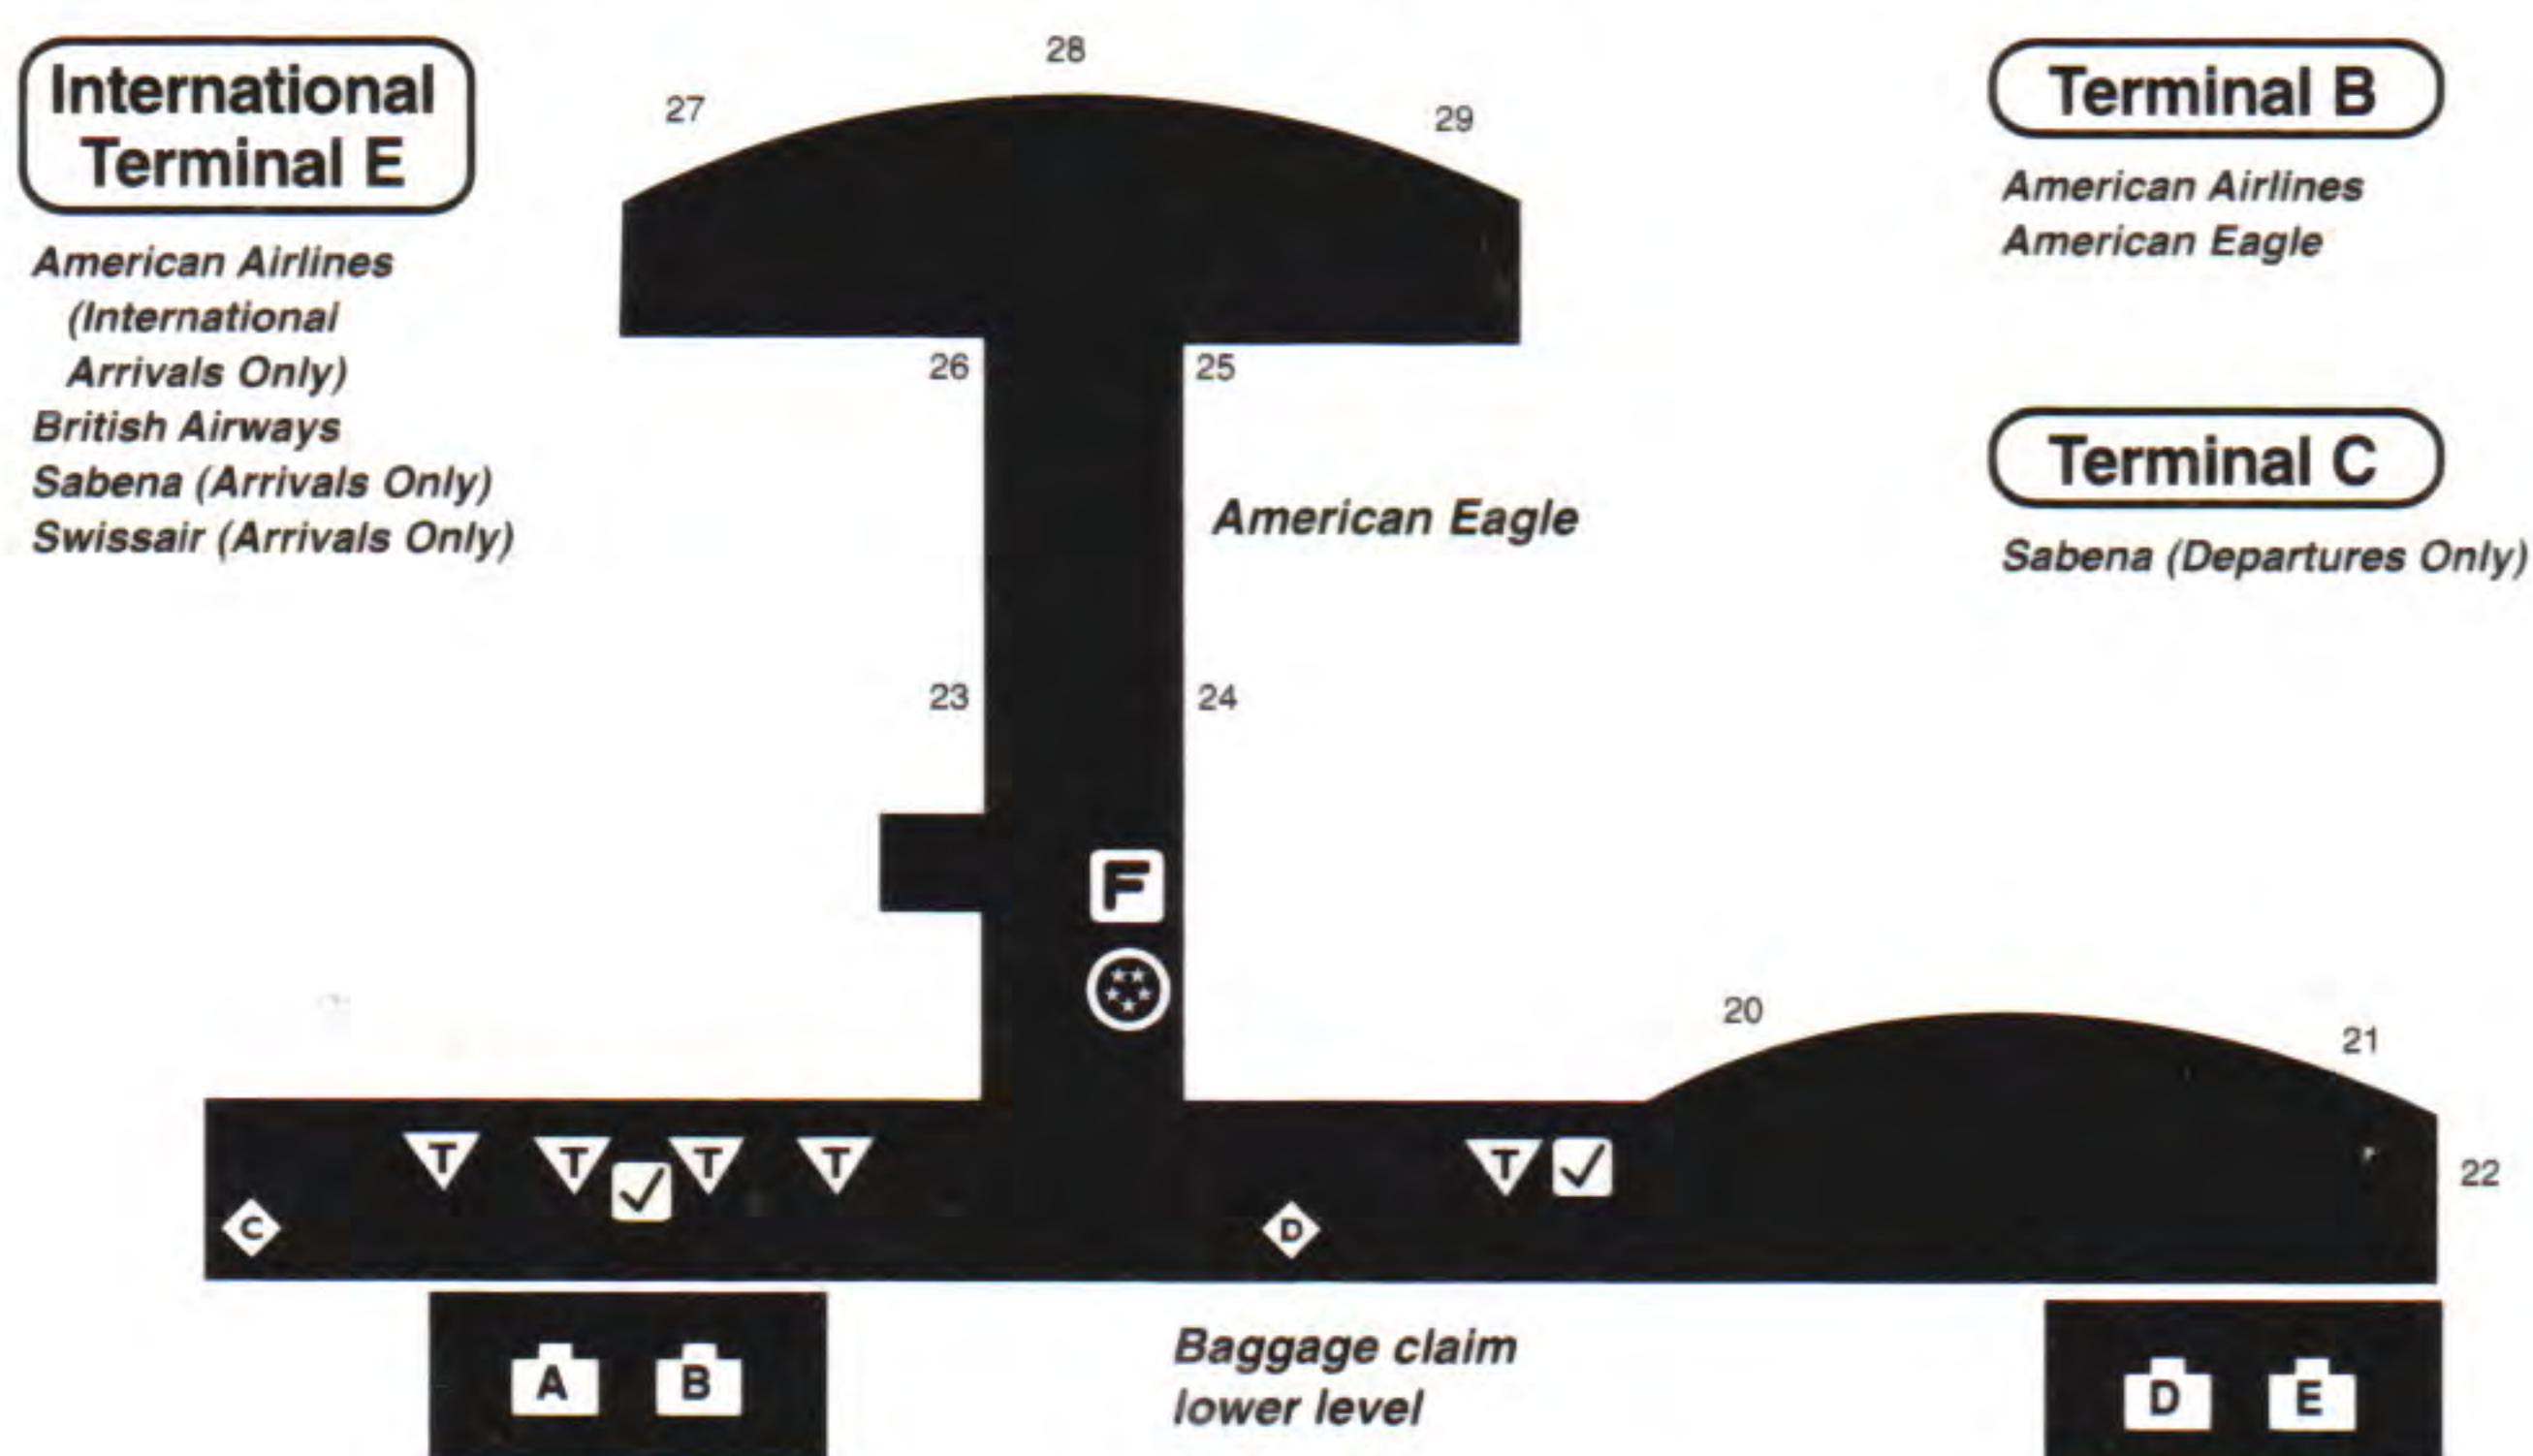 International
Terminal E
American Airlines
(International
Arrivals Only)
British Airways
Sabena (Arrivals Only)
Swissair (Arrivals Only)
28
27
29
26
25
American Eagle
23
24
F
20
21
22
T
T
T
T
T
C
D
A
B
Baggage claim
lower level
D
E
Terminal B
American Airlines
American Eagle
Terminal C
Sabena (Departures Only)